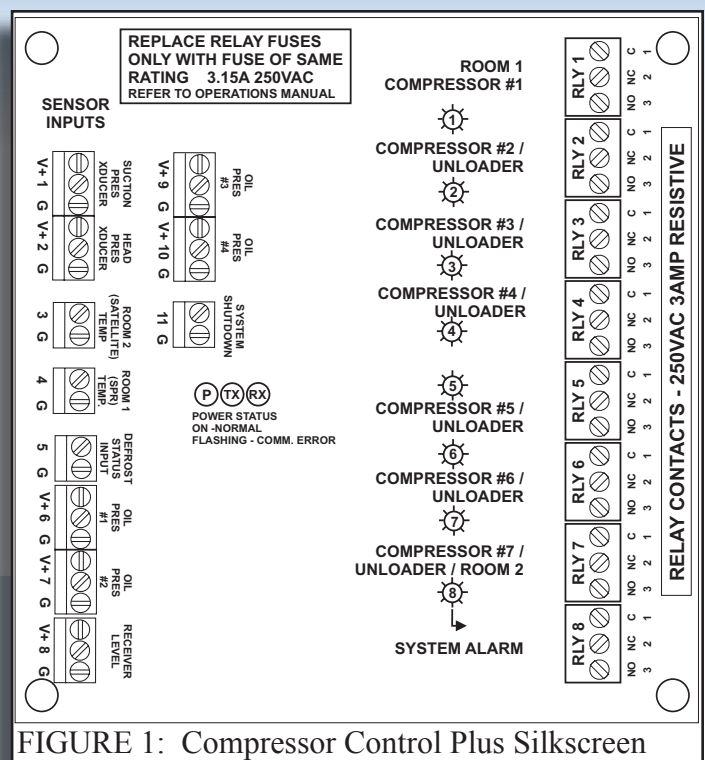 REPLACE RELAY FUSES
ONLY WITH FUSE OF SAME
RATING 3.15A 250VAC
REFER TO OPERATIONS MANUAL
SENSOR
INPUTS
V+ 1 G
SUCTION
PRES
XDUCER
V+ 2 G
HEAD
PRES
XDUCER
3 G
ROOM 2
(SATELLITE)
TEMP
4 G
ROOM 1
(SPR)
TEMP.
5 G
DEFROST
STATUS
INPUT
V+ 6 G
OIL
PRES
#1
V+ 7 G
OIL
PRES
#2
V+ 8 G
RECEIVER
LEVEL
V+ 9 G
OIL
PRES
#3
V+ 10 G
OIL
PRES
#4
11 G
SYSTEM
SHUTDOWN
P TX RX
POWER STATUS
ON -NORMAL
FLASHING - COMM. ERROR
ROOM 1
COMPRESSOR #1
1
COMPRESSOR #2 /
UNLOADER
2
COMPRESSOR #3 /
UNLOADER
3
COMPRESSOR #4 /
UNLOADER
4
5
COMPRESSOR #5 /
UNLOADER
6
COMPRESSOR #6 /
UNLOADER
7
COMPRESSOR #7 /
UNLOADER / ROOM 2
8
SYSTEM ALARM
RLY 1
C 1
NC 2
NO 3
RLY 2
C 1
NC 2
NO 3
RLY 3
C 1
NC 2
NO 3
RLY 4
C 1
NC 2
NO 3
RLY 5
C 1
NC 2
NO 3
RLY 6
C 1
NC 2
NO 3
RLY 7
C 1
NC 2
NO 3
RLY 8
C 1
NC 2
NO 3
RELAY CONTACTS - 250VAC 3AMP RESISTIVE
FIGURE 1: Compressor Control Plus Silkscreen